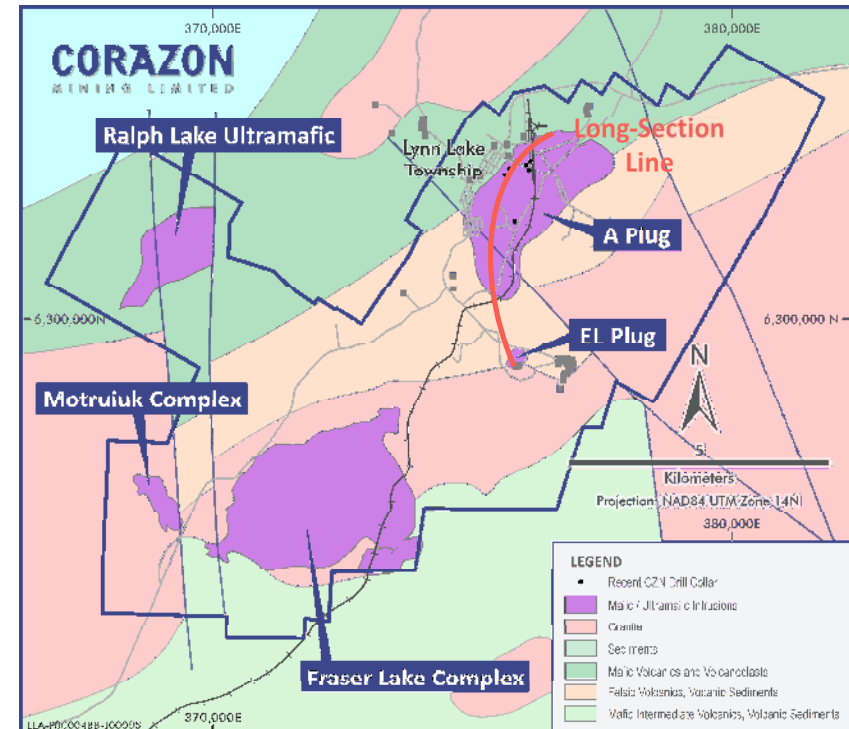 370,000E
380,000E
CORAZON
MINING LIMITED
Ralph Lake Ultramafic
Lynn Lake
Township
Long-Section
Line
A Plug
6,300,000N
6,300,000 N
EL Plug
N
Motruiuk Complex
5
Kilometers
Projection: NAD84 UTM Zone 14N
380,000E
LEGEND
Recent CZN Drill Collar
Mafic / Ultramafic Intrusions
Granite
Sediments
Mafic Volcanics and Volcaniclasts
Felsic Volcanics, Volcanic Sediments
Mafic Intermediate Volcanics, Volcanic Sediments
Fraser Lake Complex
370,000E